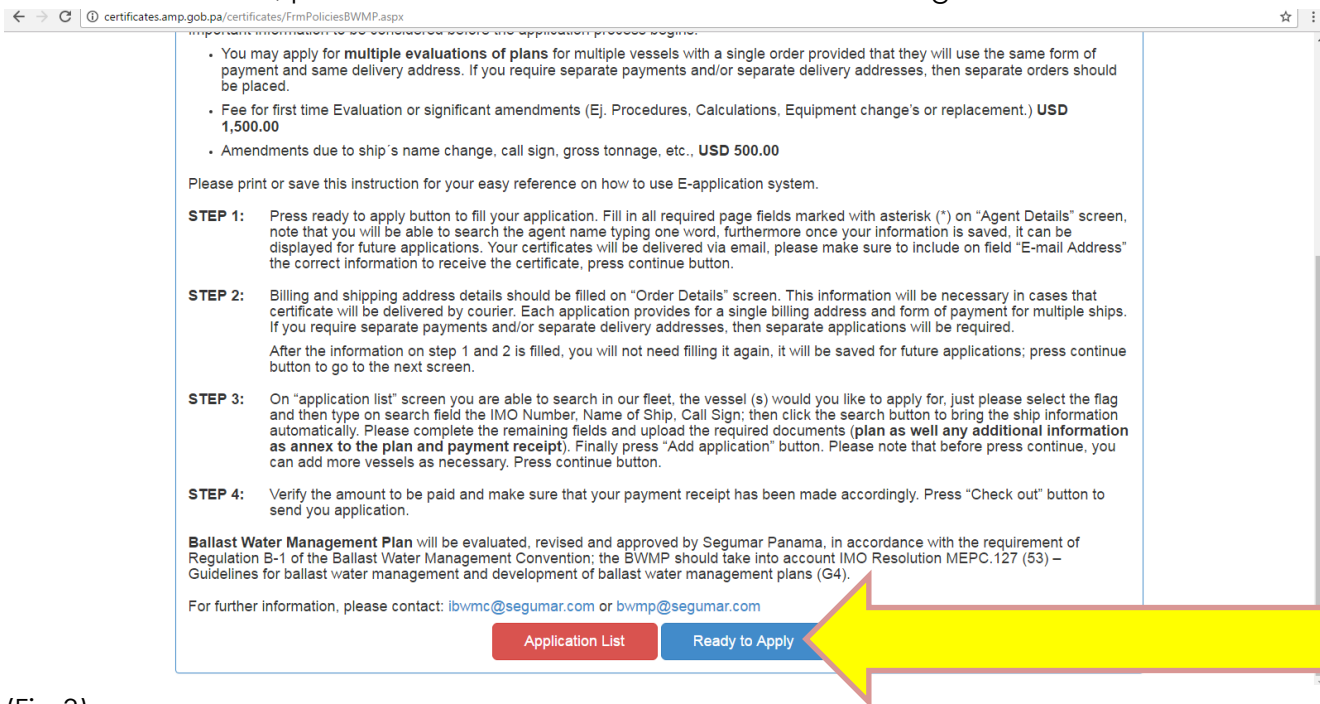 certificates.amp.gob.pa/certificates/FrmPoliciesBWMP.aspx
Important information to be considered before the application process begins:
• You may apply for multiple evaluations of plans for multiple vessels with a single order provided that they will use the same form of
payment and same delivery address. If you require separate payments and/or separate delivery addresses, then separate orders should
be placed.
• Fee for first time Evaluation or significant amendments (Ej. Procedures, Calculations, Equipment change's or replacement.) USD
1,500.00
• Amendments due to ship´s name change, call sign, gross tonnage, etc., USD 500.00
Please print or save this instruction for your easy reference on how to use E-application system.
STEP 1: Press ready to apply button to fill your application. Fill in all required page fields marked with asterisk (*) on “Agent Details” screen,
note that you will be able to search the agent name typing one word, furthermore once your information is saved, it can be
displayed for future applications. Your certificates will be delivered via email, please make sure to include on field “E-mail Address”
the correct information to receive the certificate, press continue button.
STEP 2: Billing and shipping address details should be filled on “Order Details” screen. This information will be necessary in cases that
certificate will be delivered by courier. Each application provides for a single billing address and form of payment for multiple ships.
If you require separate payments and/or separate delivery addresses, then separate applications will be required.
After the information on step 1 and 2 is filled, you will not need filling it again, it will be saved for future applications; press continue
button to go to the next screen.
STEP 3: On “application list” screen you are able to search in our fleet, the vessel (s) would you like to apply for, just please select the flag
and then type on search field the IMO Number, Name of Ship, Call Sign; then click the search button to bring the ship information
automatically. Please complete the remaining fields and upload the required documents (plan as well any additional information
as annex to the plan and payment receipt). Finally press “Add application” button. Please note that before press continue, you
can add more vessels as necessary. Press continue button.
STEP 4: Verify the amount to be paid and make sure that your payment receipt has been made accordingly. Press “Check out” button to
send you application.
Ballast Water Management Plan will be evaluated, revised and approved by Segumar Panama, in accordance with the requirement of
Regulation B-1 of the Ballast Water Management Convention; the BWMP should take into account IMO Resolution MEPC.127 (53) –
Guidelines for ballast water management and development of ballast water management plans (G4).
For further information, please contact: ibwmc@segumar.com or bwmp@segumar.com
Application List Ready to Apply